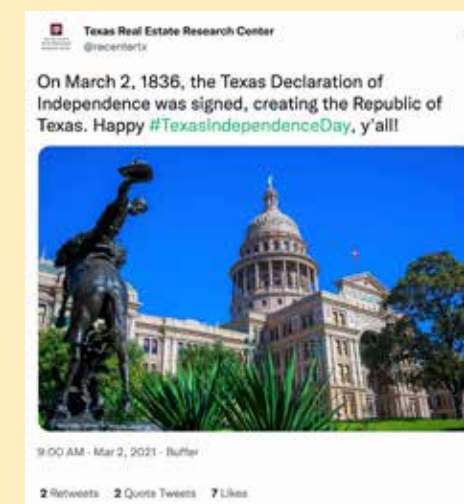 Texas Real Estate Research Center
@recentertx
On March 2, 1836, the Texas Declaration of
Independence was signed, creating the Republic of
Texas. Happy #TexasIndependenceDay, y'all!
9:00 AM · Mar 2, 2021 · Buffer
2 Retweets 2 Quote Tweets 7 Likes